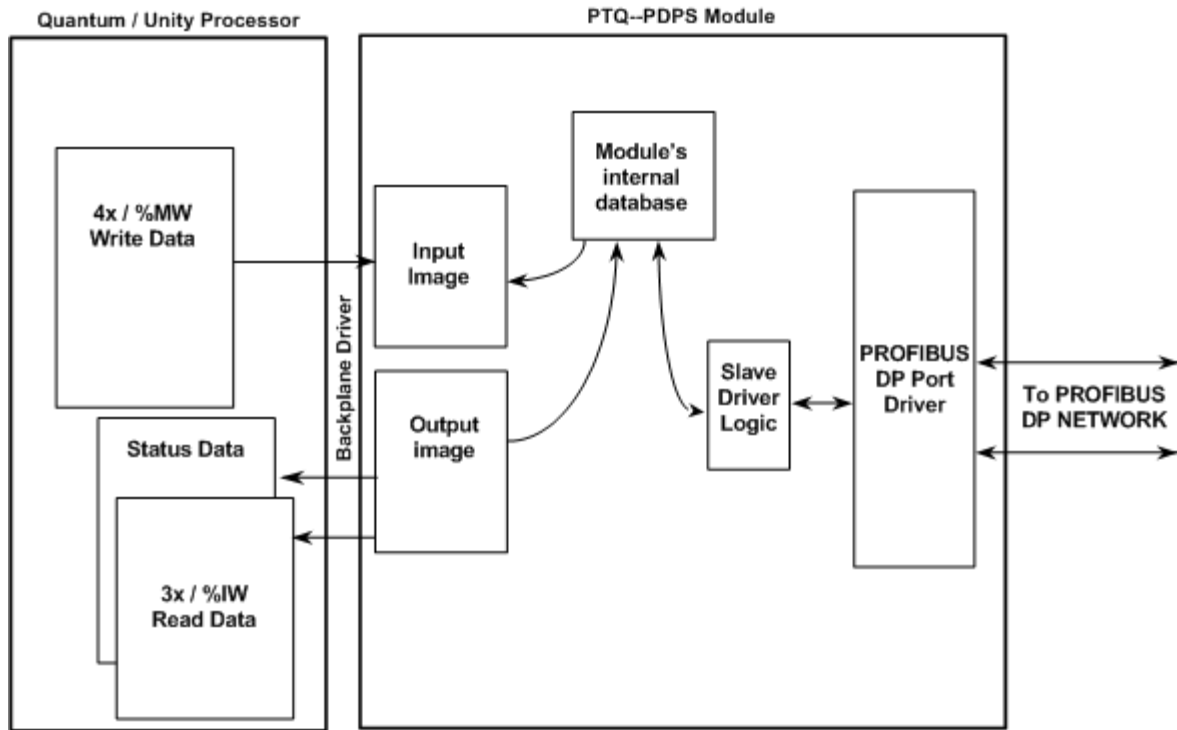 Quantum / Unity Processor
PTQ--PDPS Module
4x / %MW
Write Data
Status Data
3x / %IW
Read Data
Backplane Driver
Input
Image
Output
image
Module's
internal
database
Slave
Driver
Logic
PROFIBUS
DP Port
Driver
To PROFIBUS
DP NETWORK